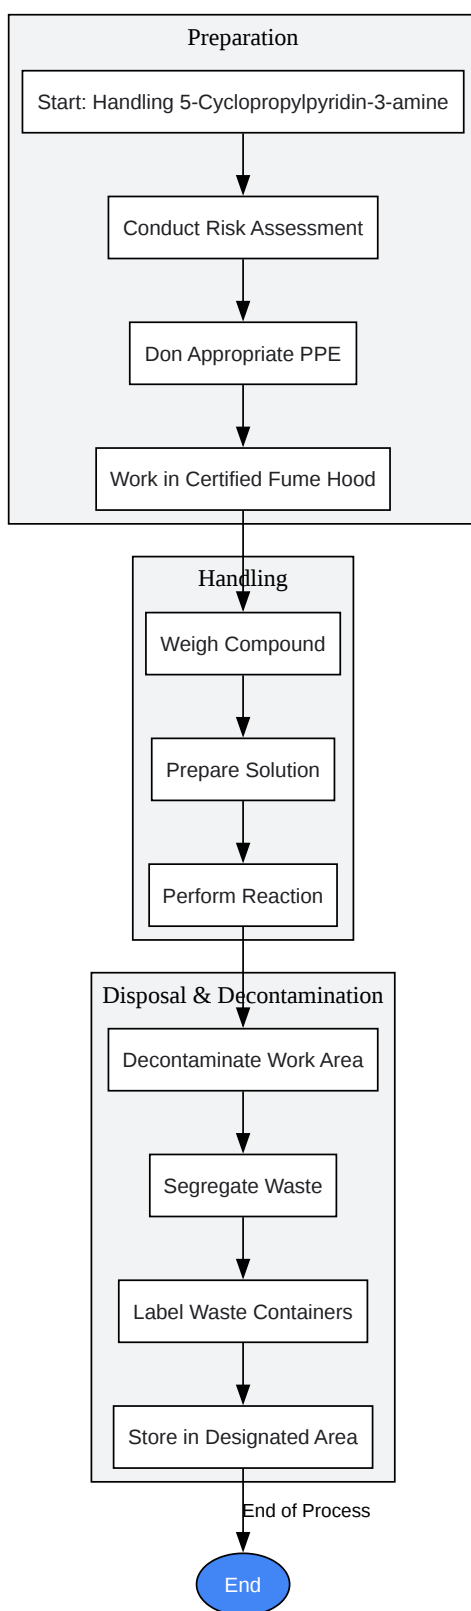 Preparation
Start: Handling 5-Cyclopropylpyridin-3-amine
Conduct Risk Assessment
Don Appropriate PPE
Work in Certified Fume Hood
Handling
Weigh Compound
Prepare Solution
Perform Reaction
Disposal & Decontamination
Decontaminate Work Area
Segregate Waste
Label Waste Containers
Store in Designated Area
End of Process
End